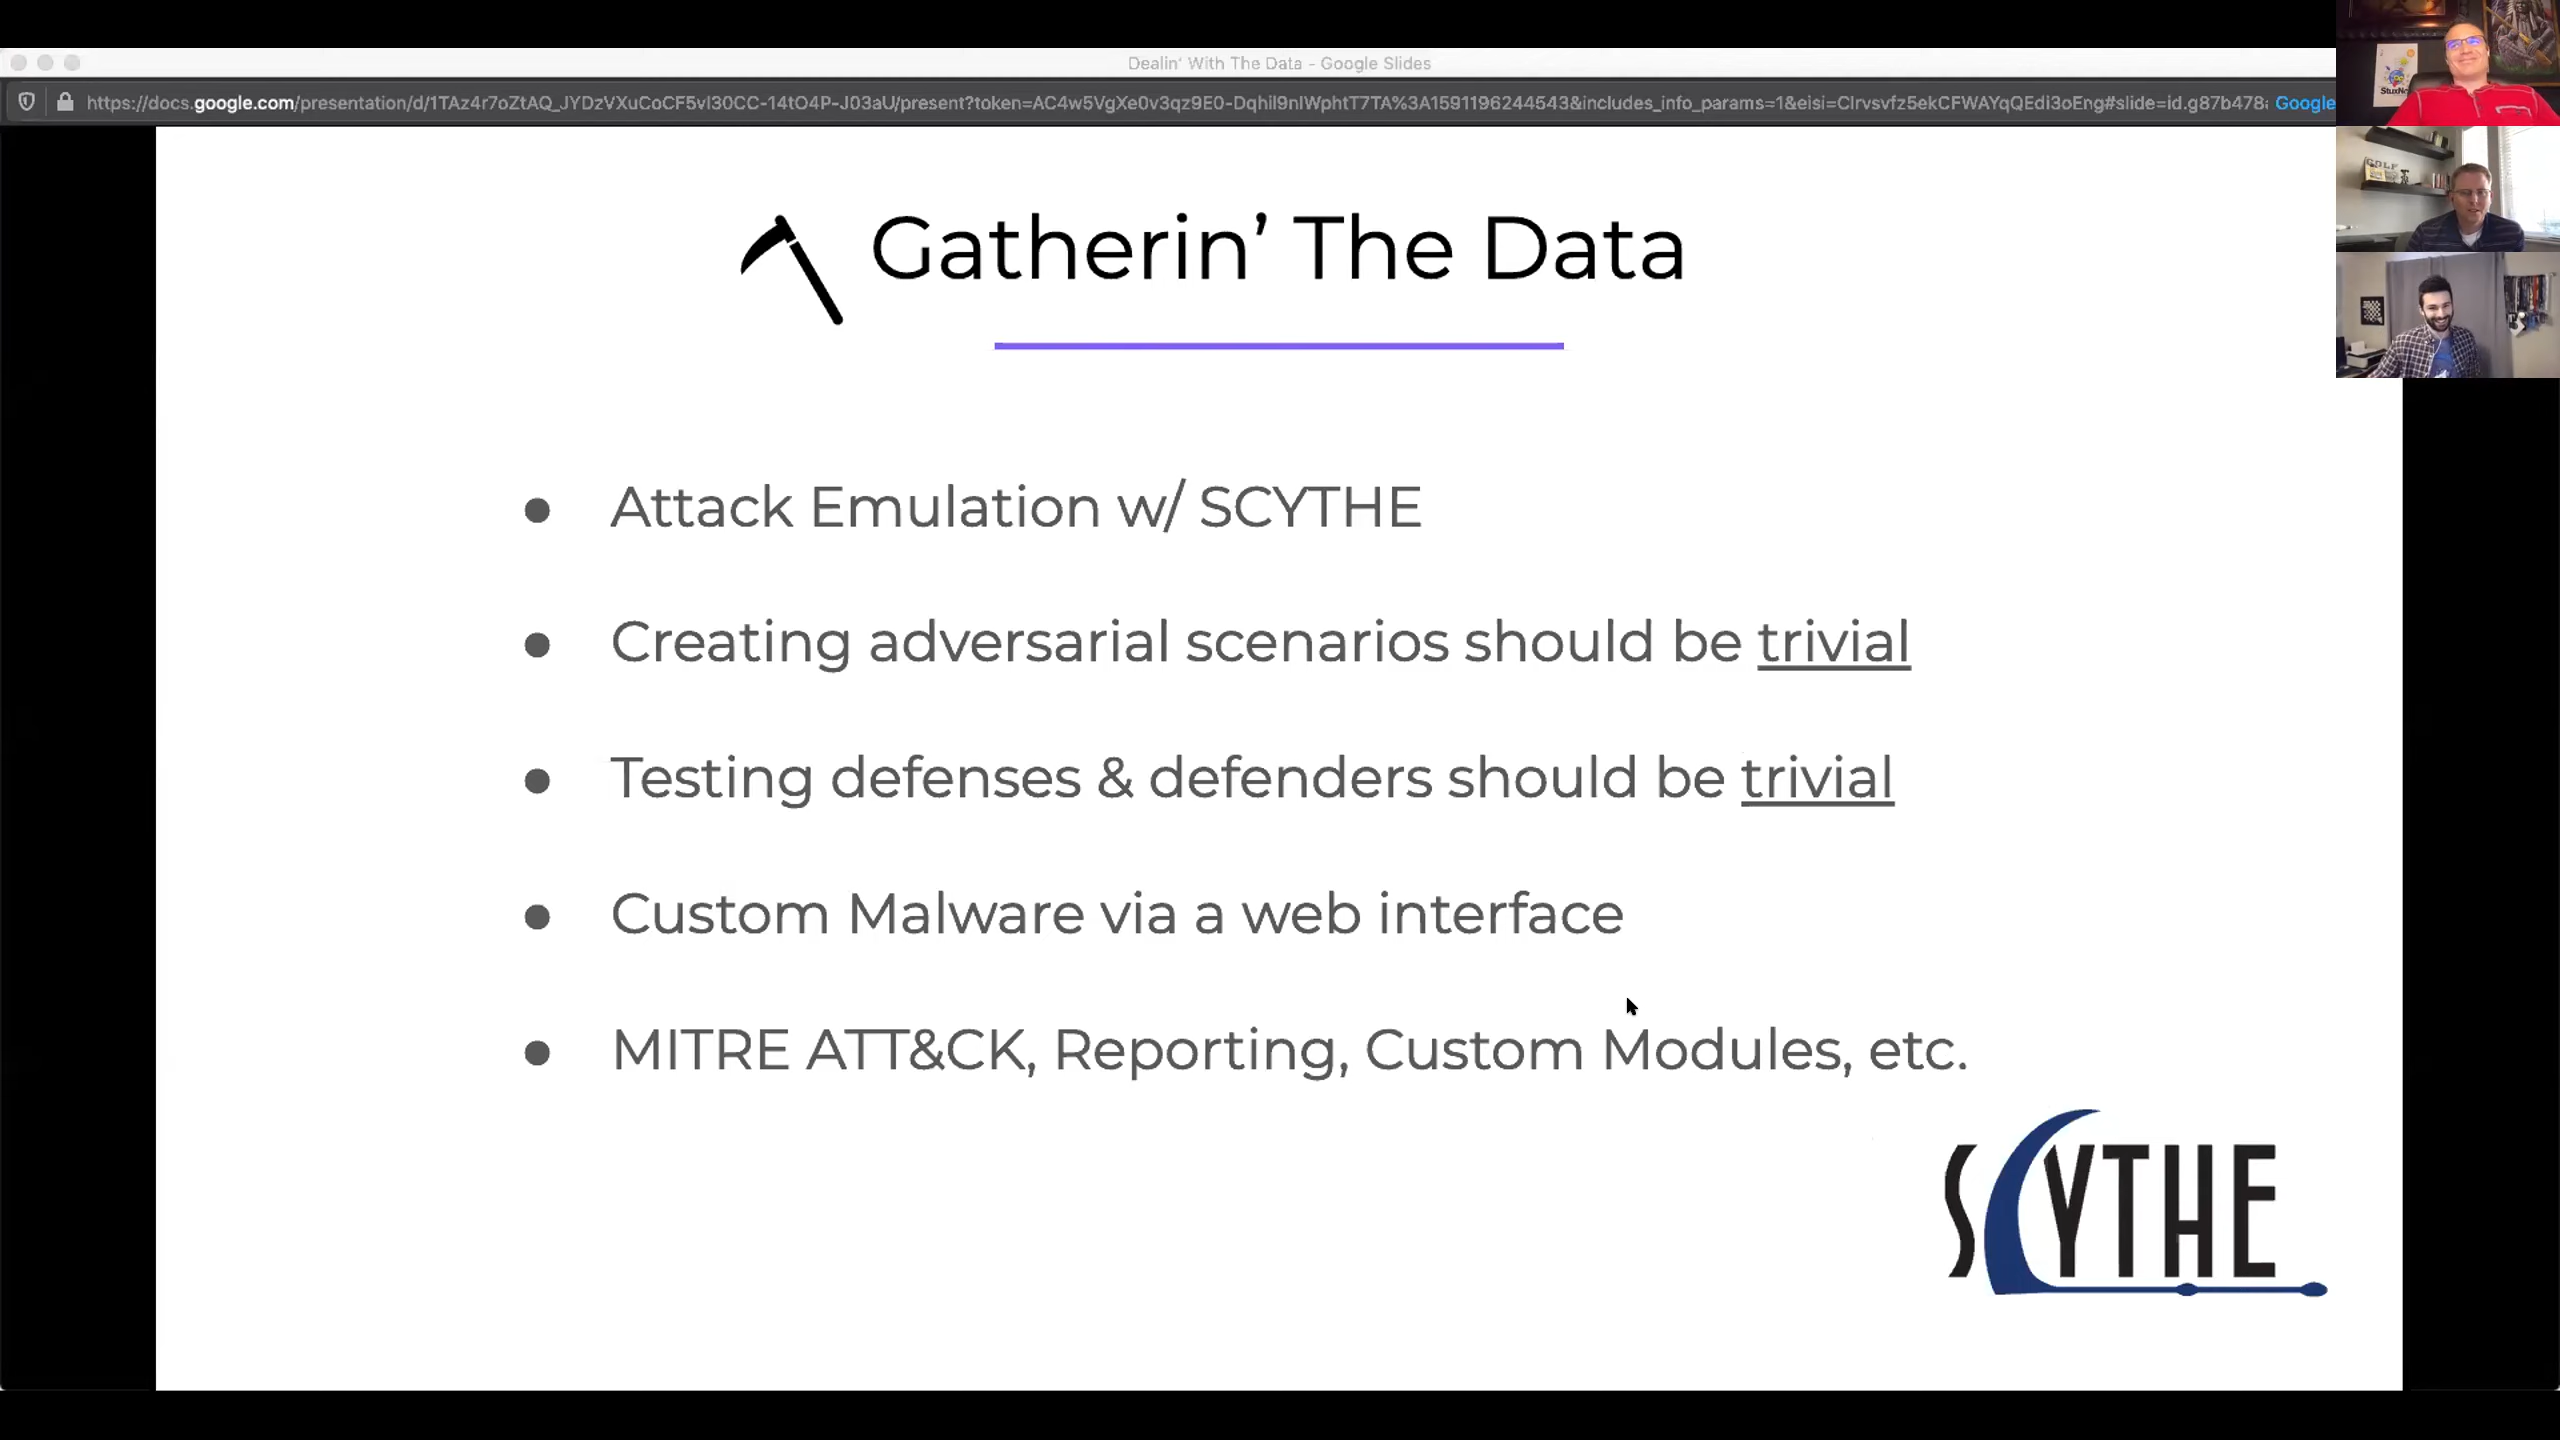 Dealin' With The Data - Google Slides
https://docs.google.com/presentation/d/1TAz4r7oZtAQ_JYDzVXuCoCF5vl30CC-14tO4P-J03aU/present?token=AC4w5VgXe0v3qz9E0-Dqhil9nlWphtT7TA%3A1591196244543&includes_info_params=1&eisi=CIrvsvfz5ekCFWAYqQEdi3oEng#slide=id.g87b478 Google
Gatherin’ The Data
● Attack Emulation w/ SCYTHE
● Creating adversarial scenarios should be trivial
● Testing defenses & defenders should be trivial
● Custom Malware via a web interface
● MITRE ATT&CK, Reporting, Custom Modules, etc.
SCYTHE
GOLF